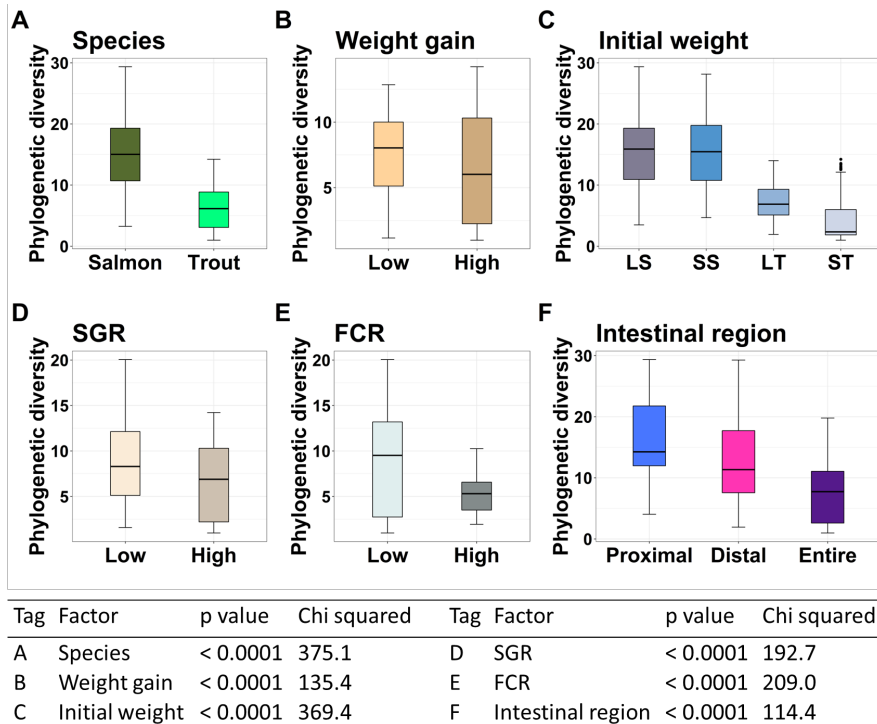 A
Species
Phylogenetic diversity
30
20
10
0
Salmon Trout
B
Weight gain
Phylogenetic diversity
10
5
Low High
C
Initial weight
Phylogenetic diversity
30
20
10
0
LS SS LT ST
D
SGR
Phylogenetic diversity
20
15
10
5
Low High
E
FCR
Phylogenetic diversity
20
15
10
5
Low High
F
Intestinal region
Phylogenetic diversity
30
20
10
0
Proximal Distal Entire
Tag Factor p value Chi squared Tag Factor p value Chi squared
A Species < 0.0001 375.1 D SGR < 0.0001 192.7
B Weight gain < 0.0001 135.4 E FCR < 0.0001 209.0
C Initial weight < 0.0001 369.4 F Intestinal region < 0.0001 114.4